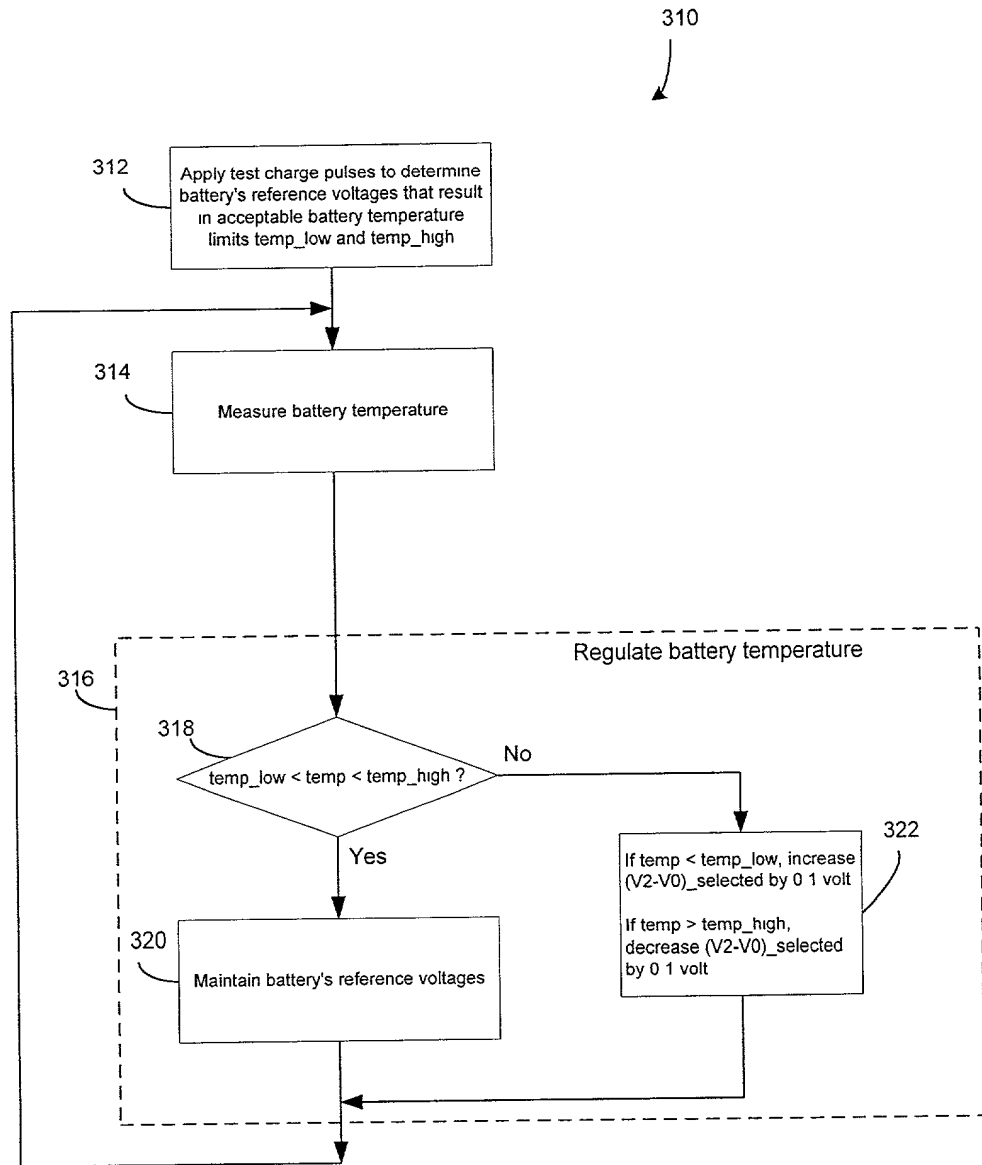 310
312
Apply test charge pulses to determine
battery's reference voltages that result
in acceptable battery temperature
limits temp_low and temp_high
314
Measure battery temperature
316
Regulate battery temperature
318
temp_low < temp < temp_high ?
No
Yes
322
If temp < temp_low, increase
(V2-V0)_selected by 0 1 volt
If temp > temp_high,
decrease (V2-V0)_selected
by 0 1 volt
320
Maintain battery's reference voltages